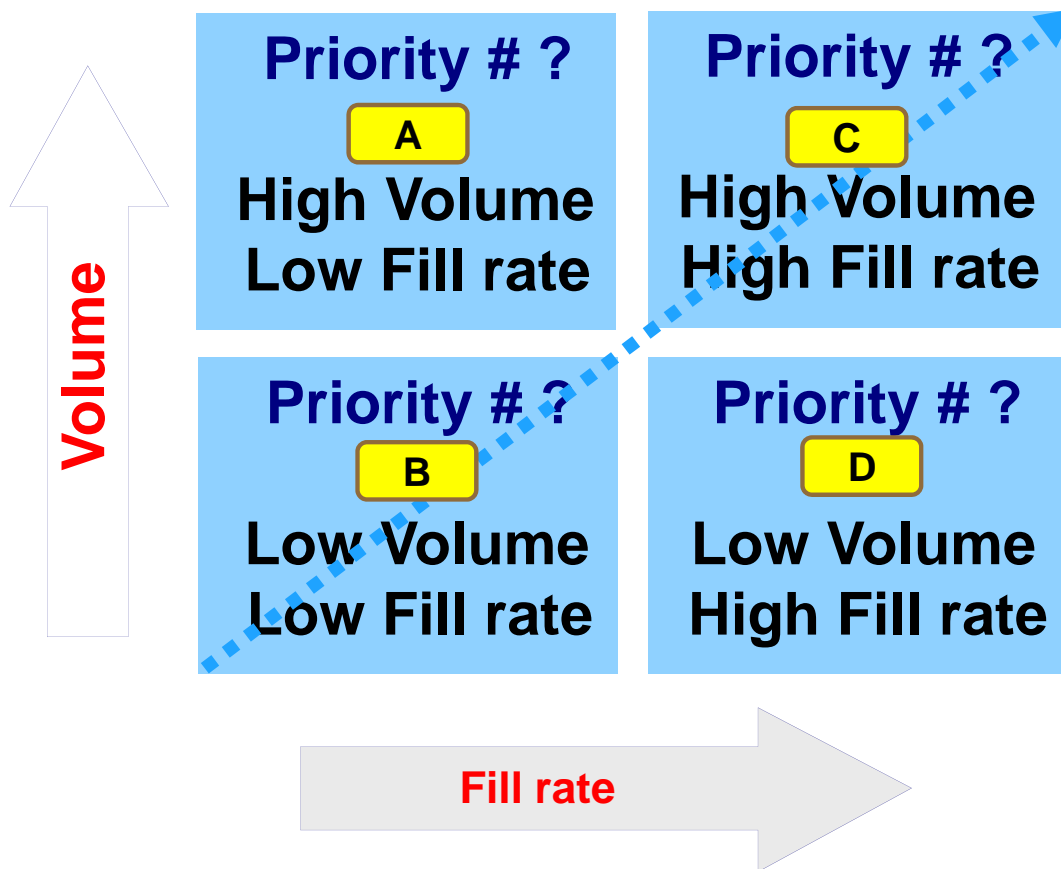 Priority # ?
A
High Volume
Low Fill rate
Priority # ?
C
High Volume
High Fill rate
Volume
Priority # ?
B
Low Volume
Low Fill rate
Priority # ?
D
Low Volume
High Fill rate
Fill rate